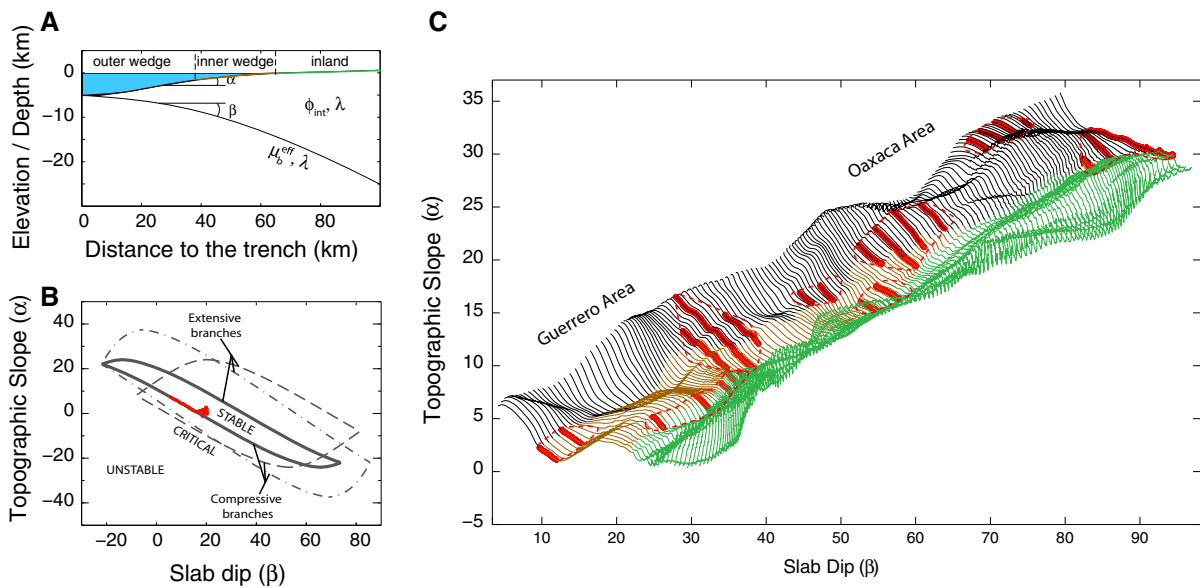 A
outer wedge
inner wedge
inland
0
−10
−20
α
β
ϕint, λ
μb eff, λ
Elevation / Depth (km)
0 20 40 60 80
Distance to the trench (km)
B
40
20
0
−20
−40
Topographic Slope (α)
Extensive
branches
STABLE
CRITICAL
UNSTABLE
Compressive
branches
−20 0 20 40 60 80
Slab dip (β)
C
35
30
25
20
15
10
5
0
−5
Topographic Slope (α)
Guerrero Area
Oaxaca Area
10 20 30 40 50 60 70 80 90
Slab Dip (β)